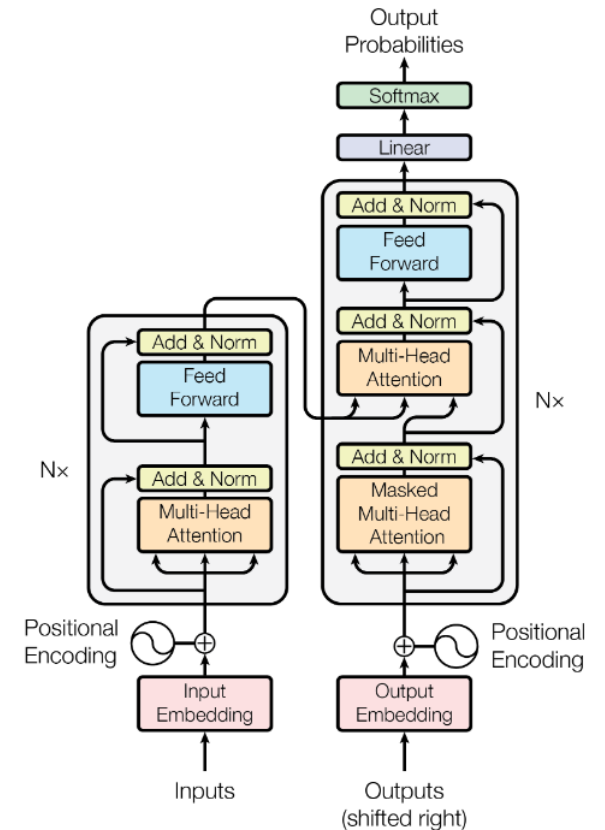 Output
Probabilities
Softmax
Linear
Add & Norm
Feed
Forward
Add & Norm
Multi-Head
Attention
Add & Norm
Masked
Multi-Head
Attention
N×
Positional
Encoding
Output
Embedding
Outputs
(shifted right)
Add & Norm
Feed
Forward
Add & Norm
Multi-Head
Attention
N×
Positional
Encoding
Input
Embedding
Inputs